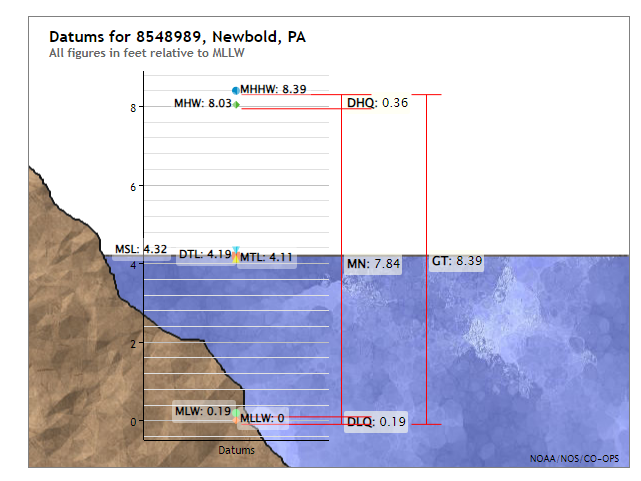 Datums for 8548989, Newbold, PA
All figures in feet relative to MLLW
MHHW: 8.39
MHW: 8.03
DHQ: 0.36
8
6
MSL: 4.32
DTL: 4.19
MTL: 4.11
MN: 7.84
GT: 8.39
4
2
MLW: 0.19
MLLW: 0
DLQ: 0.19
0
Datums
NOAA/NOS/CO-OPS